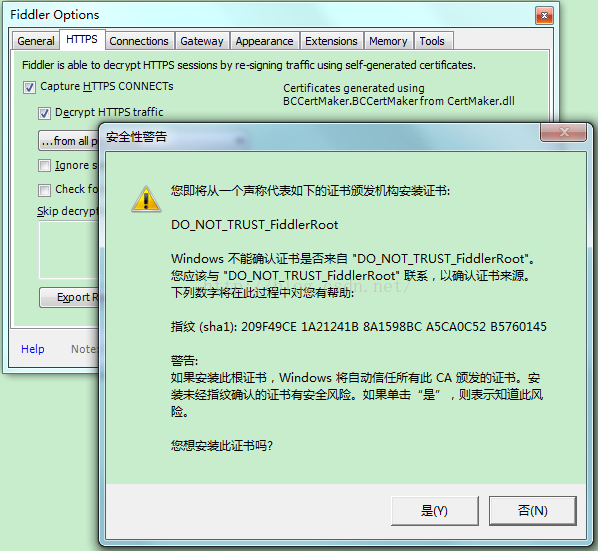 Fiddler Options
General HTTPS Connections Gateway Appearance Extensions Memory Tools
Fiddler is able to decrypt HTTPS sessions by re-signing traffic using self-generated certificates.
Capture HTTPS CONNECTs
Certificates generated using
BCCertMaker.BCCertMaker from CertMaker.dll
Decrypt HTTPS traffic
...from all p
Ignore s
Check fo
Skip decrypt
Export R
Help Note:
安全性警告
您即将从一个声称代表如下的证书颁发机构安装证书:
DO_NOT_TRUST_FiddlerRoot
Windows 不能确认证书是否来自 "DO_NOT_TRUST_FiddlerRoot"。
您应该与 "DO_NOT_TRUST_FiddlerRoot" 联系，以确认证书来源。
下列数字将在此过程中对您有帮助:
指纹 (sha1): 209F49CE 1A21241B 8A1598BC A5CA0C52 B5760145
警告:
如果安装此根证书，Windows 将自动信任所有此 CA 颁发的证书。安
装未经指纹确认的证书有安全风险。如果单击“是”，则表示知道此风
险。
您想安装此证书吗?
是(Y) 否(N)